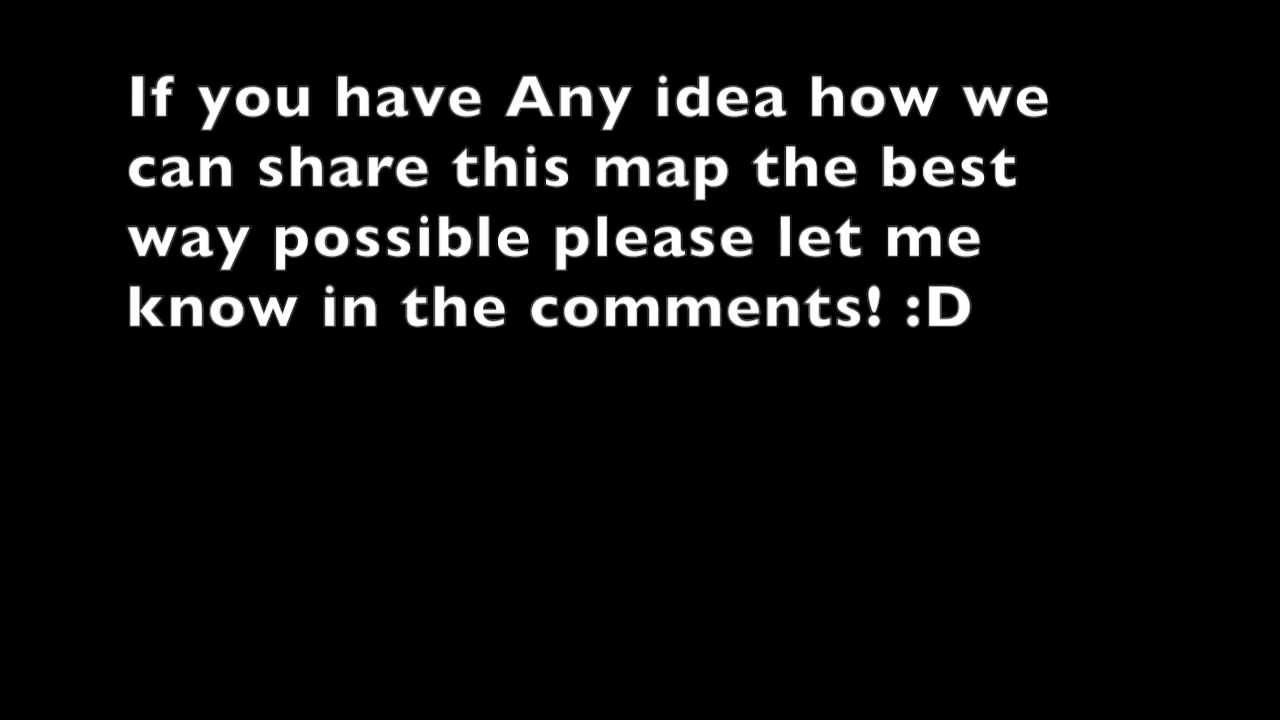 If you have Any idea how we
can share this map the best
way possible please let me
know in the comments! :D